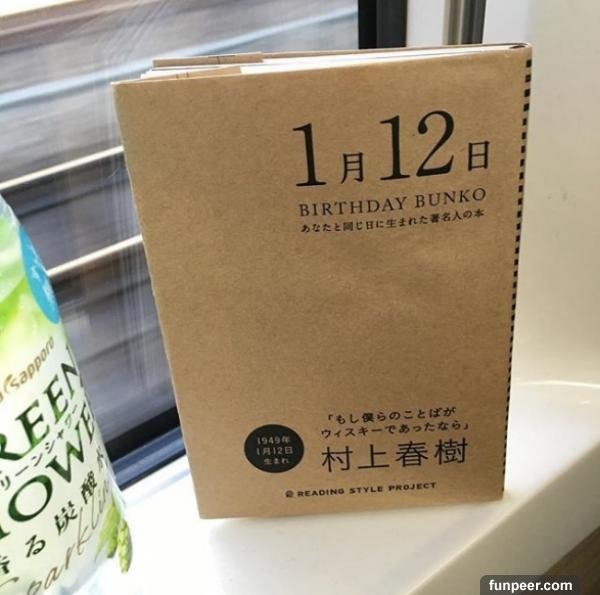 1月12日
BIRTHDAY BUNKO
あなたと同じ日に生まれた著名人の本
「もし僕らのことばが
ウィスキーであったなら」
村上春樹
1949年
1月12日
生まれ
READING STYLE PROJECT
Sapporo
REEN
リーンシャワー
OWE
る炭酸水
funpeer.com